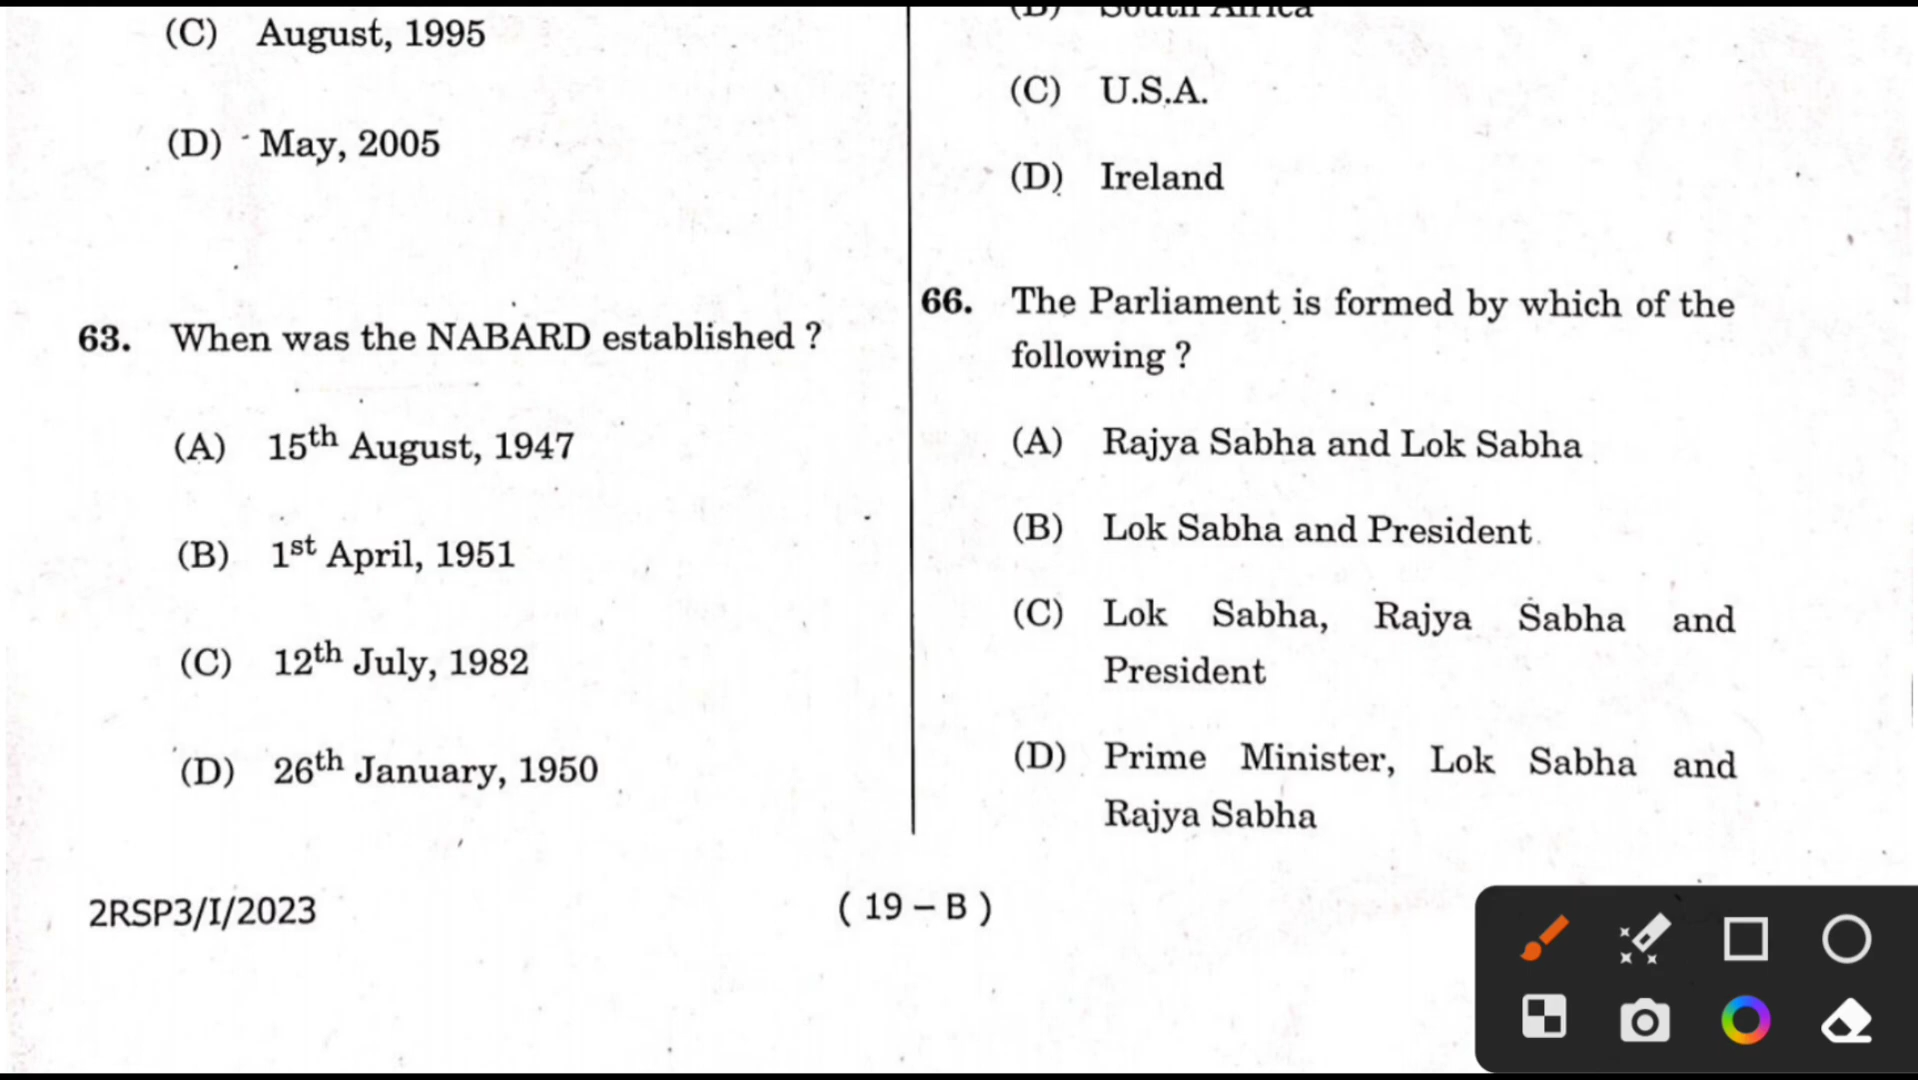 (C) August, 1995
(D) May, 2005
63. When was the NABARD established ?
(A) 15th August, 1947
(B) 1st April, 1951
(C) 12th July, 1982
(D) 26th January, 1950
(B) South Africa
(C) U.S.A.
(D) Ireland
66. The Parliament is formed by which of the
following ?
(A) Rajya Sabha and Lok Sabha
(B) Lok Sabha and President
(C) Lok Sabha, Rajya Sabha and
President
(D) Prime Minister, Lok Sabha and
Rajya Sabha
2RSP3/I/2023
( 19 – B )